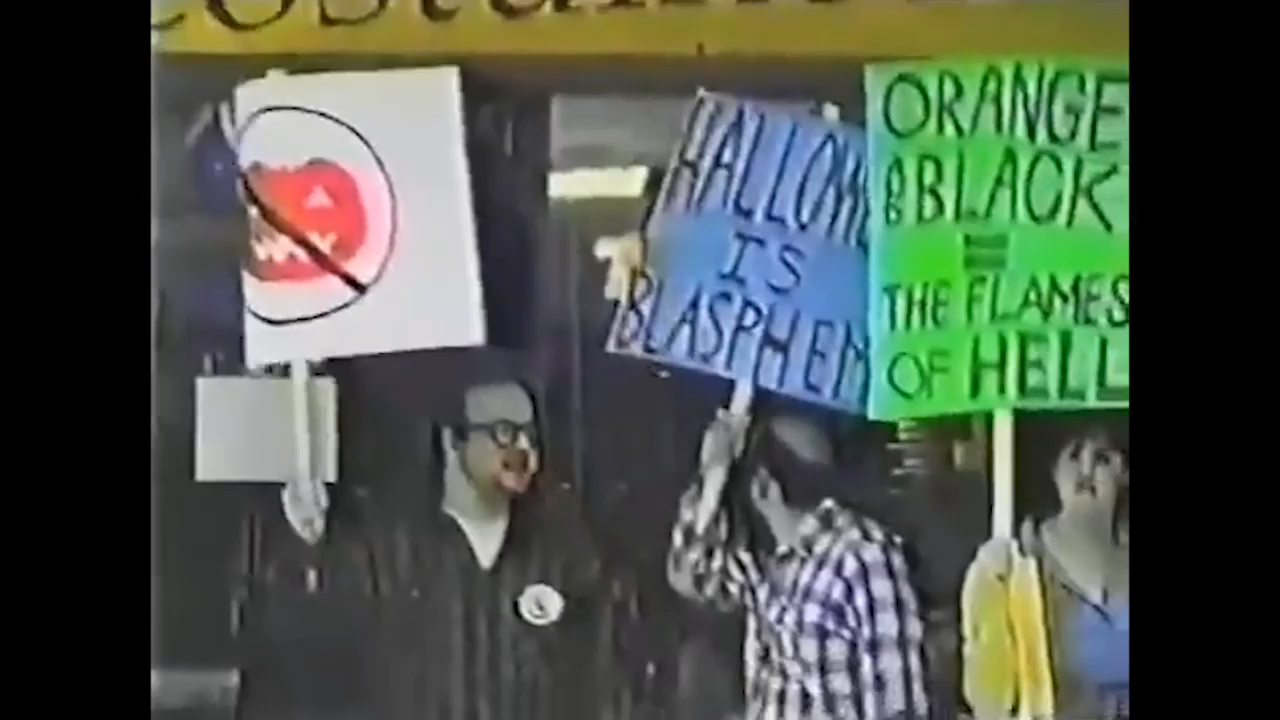 HALLOWE
IS
BLASPHEM
ORANGE
& BLACK
=
THE FLAMES
OF HELL